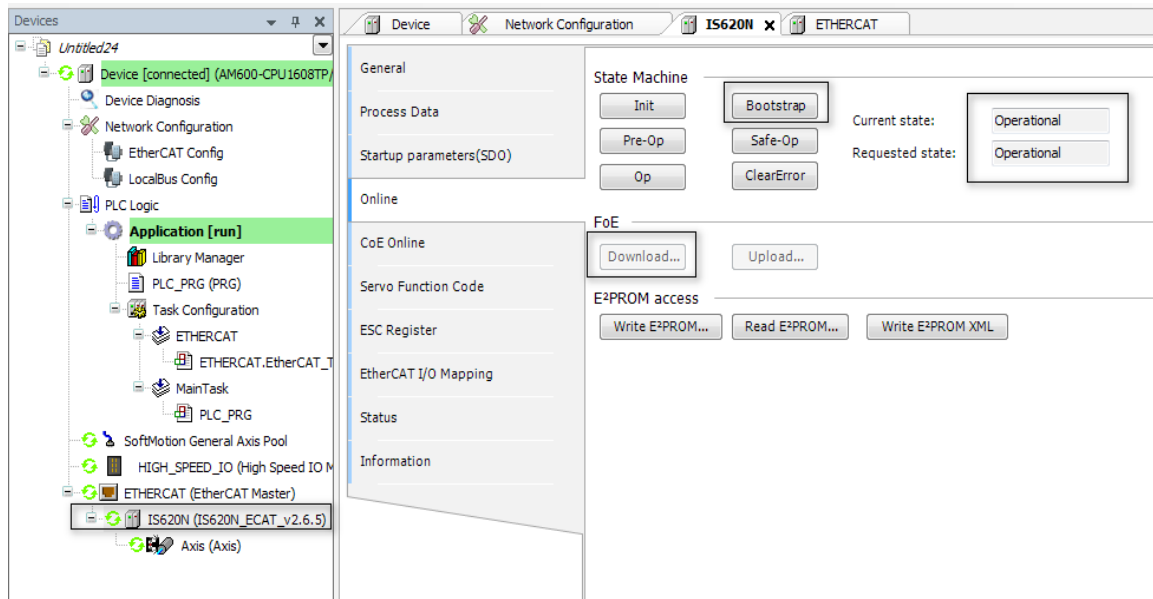 Devices
Untitled24
Device [connected] (AM600-CPU1608TP/
Device Diagnosis
Network Configuration
EtherCAT Config
LocalBus Config
PLC Logic
Application [run]
Library Manager
PLC_PRG (PRG)
Task Configuration
ETHERCAT
ETHERCAT.EtherCAT_T
MainTask
PLC_PRG
SoftMotion General Axis Pool
HIGH_SPEED_IO (High Speed IO M
ETHERCAT (EtherCAT Master)
IS620N (IS620N_ECAT_v2.6.5)
Axis (Axis)
Device Network Configuration IS620N ETHERCAT
General
Process Data
Startup parameters(SDO)
Online
CoE Online
Servo Function Code
ESC Register
EtherCAT I/O Mapping
Status
Information
State Machine
Init Bootstrap
Pre-Op Safe-Op
Op ClearError
Current state: Operational
Requested state: Operational
FoE
Download... Upload...
E²PROM access
Write E²PROM... Read E²PROM... Write E²PROM XML